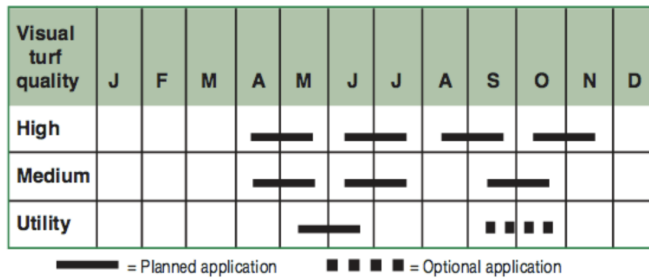 Visual
turf
quality J F M A M J J A S O N D
High
Medium
Utility
= Planned application = Optional application